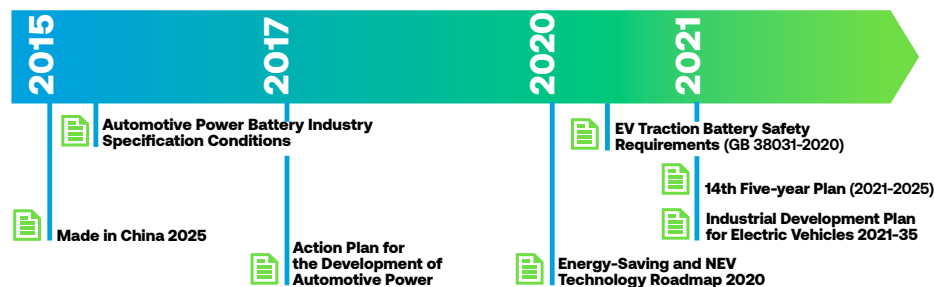 2015
2017
2020
2021
Automotive Power Battery Industry
Specification Conditions
EV Traction Battery Safety
Requirements (GB 38031-2020)
14th Five-year Plan (2021-2025)
Made in China 2025
Industrial Development Plan
for Electric Vehicles 2021-35
Action Plan for
the Development of
Automotive Power
Energy-Saving and NEV
Technology Roadmap 2020